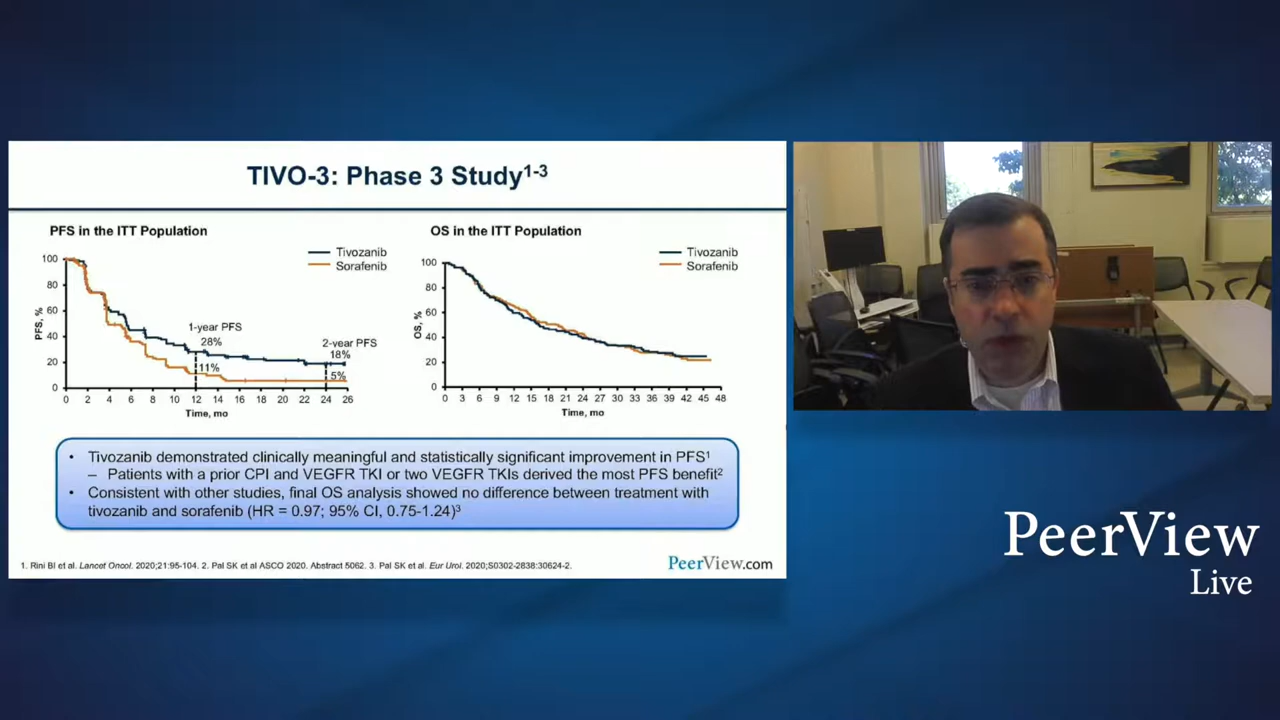 TIVO-3: Phase 3 Study1-3
PFS in the ITT Population
Tivozanib
Sorafenib
PFS, %
100
80
60
40
20
0
1-year PFS
28%
11%
2-year PFS
18%
5%
0 2 4 6 8 10 12 14 16 18 20 22 24 26
Time, mo
OS in the ITT Population
Tivozanib
Sorafenib
OS, %
100
80
60
40
20
0
0 3 6 9 12 15 18 21 24 27 30 33 36 39 42 45 48
Time, mo
• Tivozanib demonstrated clinically meaningful and statistically significant improvement in PFS1
– Patients with a prior CPI and VEGFR TKI or two VEGFR TKIs derived the most PFS benefit2
• Consistent with other studies, final OS analysis showed no difference between treatment with
tivozanib and sorafenib (HR = 0.97; 95% CI, 0.75-1.24)3
1. Rini BI et al. Lancet Oncol. 2020;21:95-104. 2. Pal SK et al ASCO 2020. Abstract 5062. 3. Pal SK et al. Eur Urol. 2020;S0302-2838:30624-2.
PeerView.com
PeerView
Live